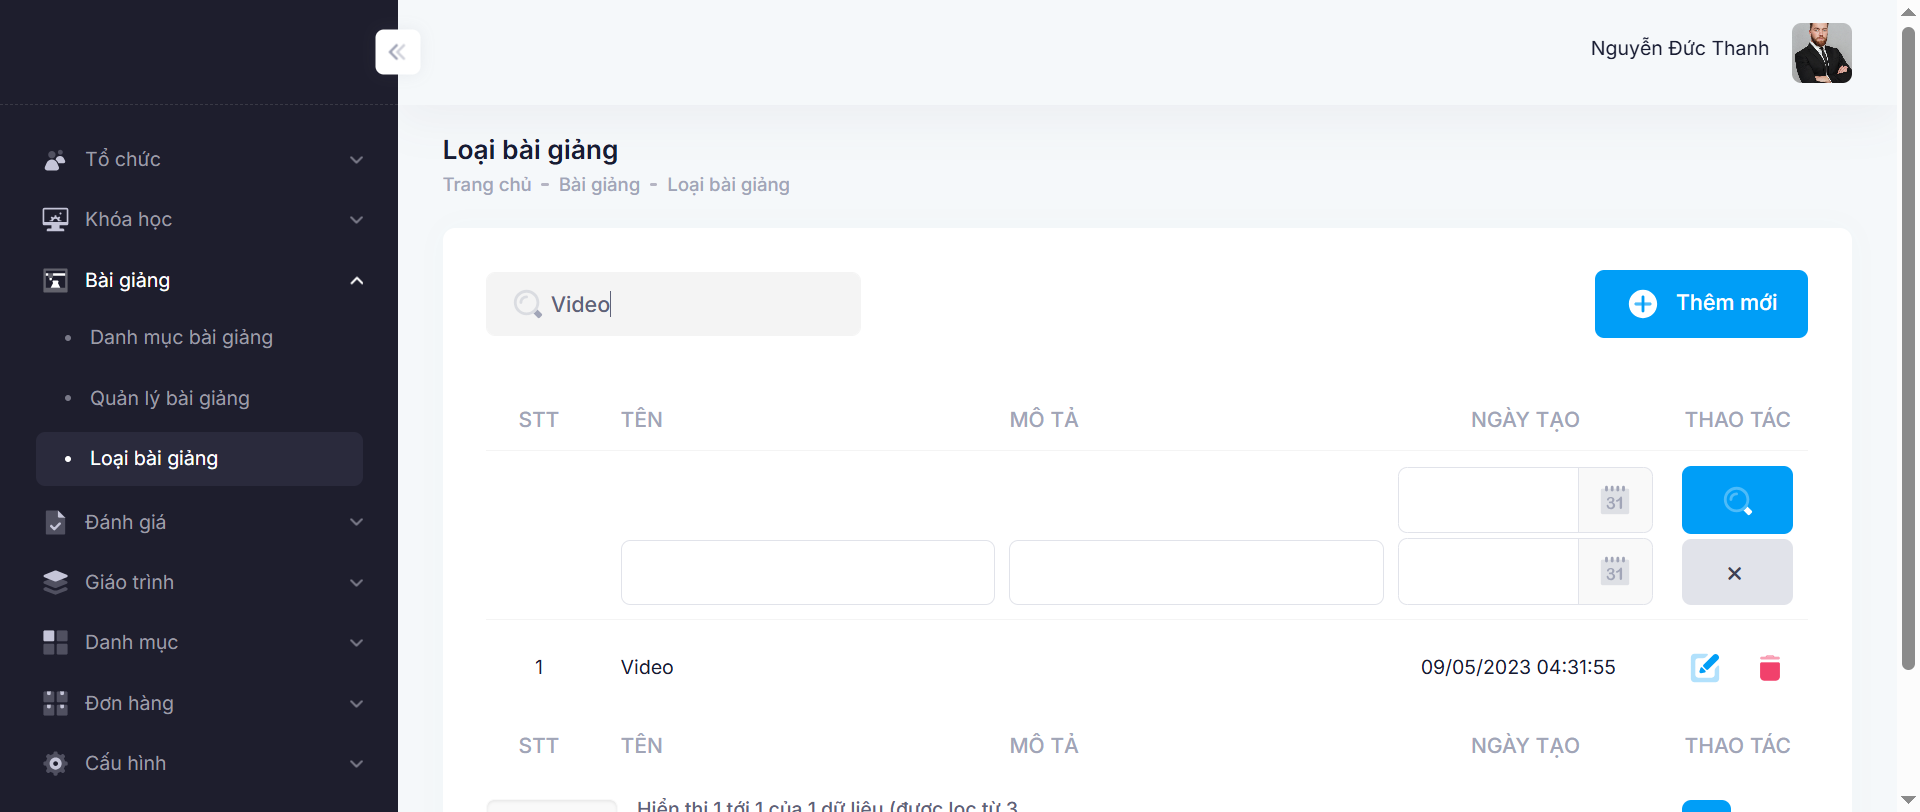 Nguyễn Đức Thanh
Tổ chức
Khóa học
Bài giảng
Danh mục bài giảng
Quản lý bài giảng
Loại bài giảng
Đánh giá
Giáo trình
Danh mục
Đơn hàng
Cấu hình
Loại bài giảng
Trang chủ - Bài giảng - Loại bài giảng
Video
Thêm mới
STT TÊN MÔ TẢ NGÀY TẠO THAO TÁC
31
31
1 Video 09/05/2023 04:31:55
STT TÊN MÔ TẢ NGÀY TẠO THAO TÁC
Hiển thị 1 tới 1 của 1 dữ liệu (được lọc từ 3